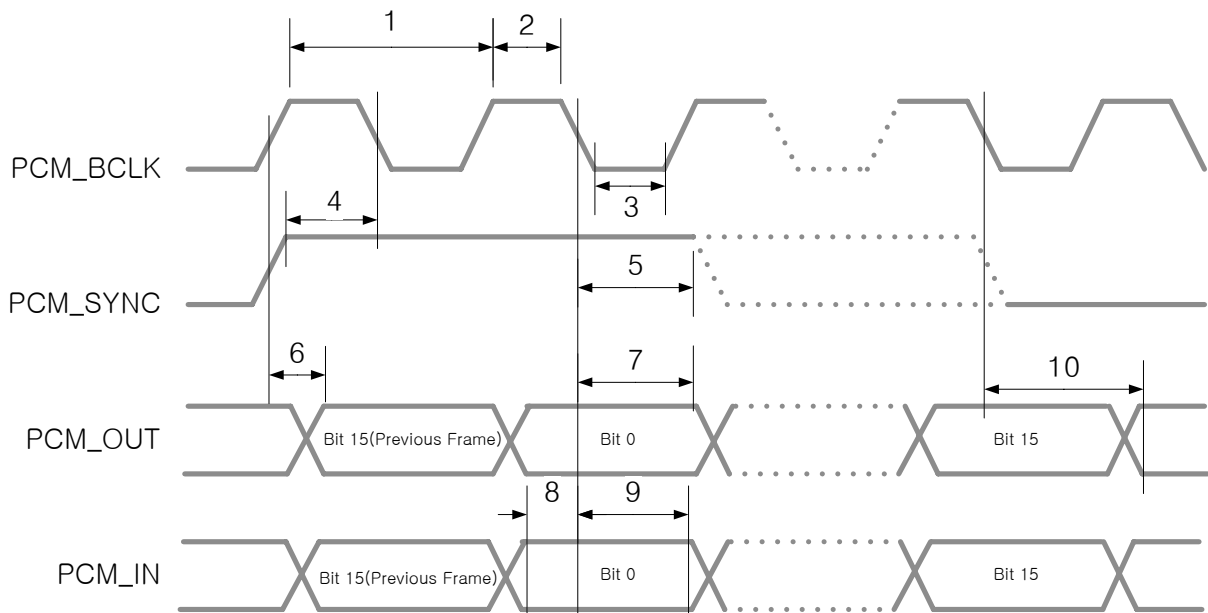 1
2
PCM_BCLK
3
4
PCM_SYNC
5
6
7
10
PCM_OUT
Bit 15(Previous Frame)
Bit 0
Bit 15
8
9
PCM_IN
Bit 15(Previous Frame)
Bit 0
Bit 15